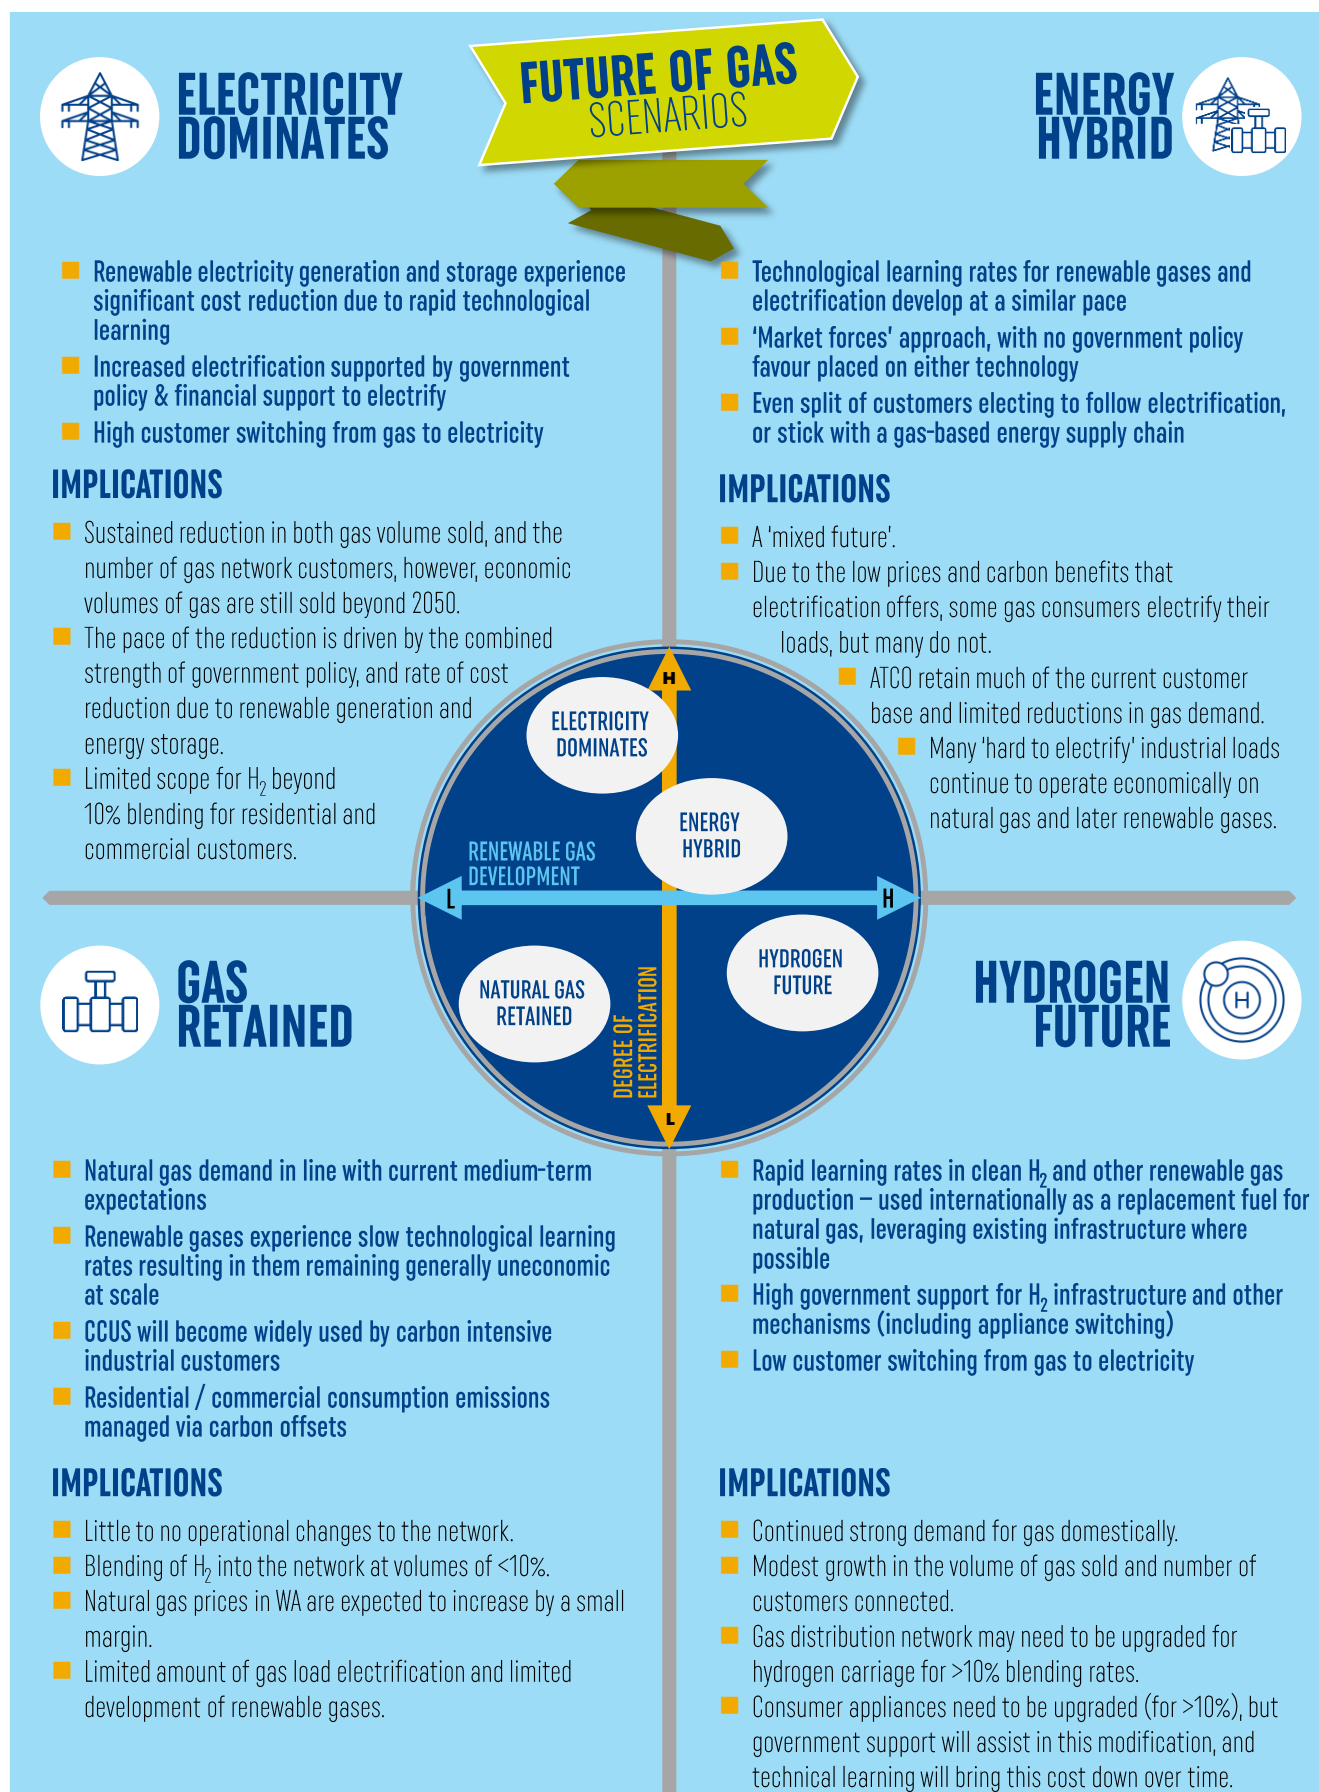 FUTURE OF GAS
SCENARIOS
ELECTRICITY
DOMINATES
Renewable electricity generation and storage experience
significant cost reduction due to rapid technological
learning
Increased electrification supported by government
policy & financial support to electrify
High customer switching from gas to electricity
IMPLICATIONS
Sustained reduction in both gas volume sold, and the
number of gas network customers, however, economic
volumes of gas are still sold beyond 2050.
The pace of the reduction is driven by the combined
strength of government policy, and rate of cost
reduction due to renewable generation and
energy storage.
Limited scope for H₂ beyond
10% blending for residential and
commercial customers.
ENERGY
HYBRID
Technological learning rates for renewable gases and
electrification develop at a similar pace
‘Market forces’ approach, with no government policy
favour placed on either technology
Even split of customers electing to follow electrification,
or stick with a gas-based energy supply chain
IMPLICATIONS
A ‘mixed future’.
Due to the low prices and carbon benefits that
electrification offers, some gas consumers electrify their
loads, but many do not.
ATCO retain much of the current customer
base and limited reductions in gas demand.
Many ‘hard to electrify’ industrial loads
continue to operate economically on
natural gas and later renewable gases.
H
ELECTRICITY
DOMINATES
ENERGY
HYBRID
RENEWABLE GAS
DEVELOPMENT
L
H
HYDROGEN
FUTURE
NATURAL GAS
RETAINED
DEGREE OF
ELECTRIFICATION
L
GAS
RETAINED
Natural gas demand in line with current medium-term
expectations
Renewable gases experience slow technological learning
rates resulting in them remaining generally uneconomic
at scale
CCUS will become widely used by carbon intensive
industrial customers
Residential / commercial consumption emissions
managed via carbon offsets
IMPLICATIONS
Little to no operational changes to the network.
Blending of H₂ into the network at volumes of <10%.
Natural gas prices in WA are expected to increase by a small
margin.
Limited amount of gas load electrification and limited
development of renewable gases.
HYDROGEN
FUTURE
H
Rapid learning rates in clean H₂ and other renewable gas
production – used internationally as a replacement fuel for
natural gas, leveraging existing infrastructure where
possible
High government support for H₂ infrastructure and other
mechanisms (including appliance switching)
Low customer switching from gas to electricity
IMPLICATIONS
Continued strong demand for gas domestically.
Modest growth in the volume of gas sold and number of
customers connected.
Gas distribution network may need to be upgraded for
hydrogen carriage for >10% blending rates.
Consumer appliances need to be upgraded (for >10%), but
government support will assist in this modification, and
technical learning will bring this cost down over time.